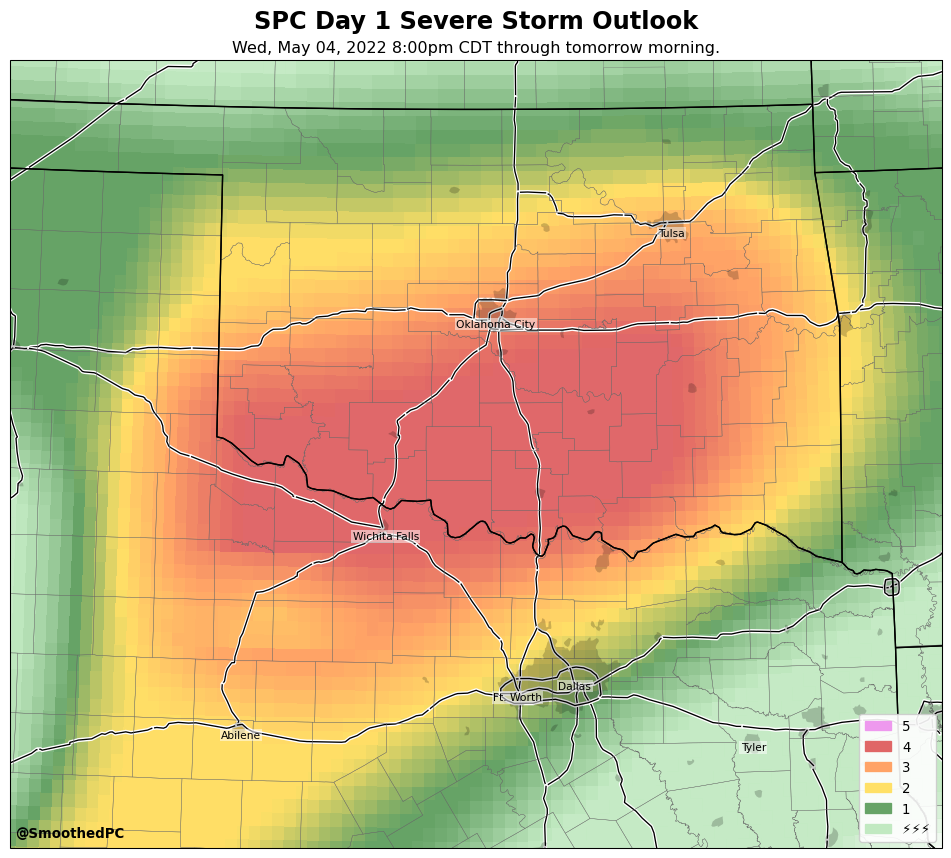 SPC Day 1 Severe Storm Outlook
Wed, May 04, 2022 8:00pm CDT through tomorrow morning.
Tulsa
Oklahoma City
Wichita Falls
Dallas
Ft. Worth
Abilene
Tyler
5
4
3
2
1
⚡⚡⚡
@SmoothedPC